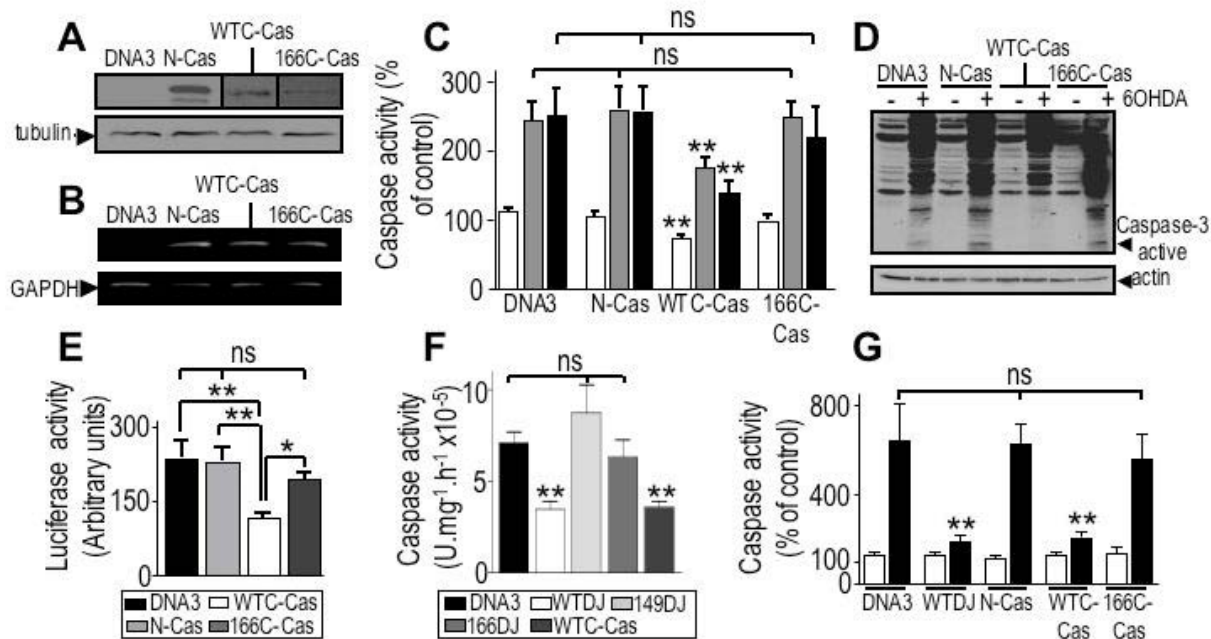 A
WTC-Cas
DNA3 N-Cas 166C-Cas
tubulin
B
WTC-Cas
DNA3 N-Cas 166C-Cas
GAPDH
C
ns
ns
Caspase activity (%
of control)
300
200
100
0
** ** **
DNA3 N-Cas WTC-Cas 166C-
Cas
D
WTC-Cas
DNA3 N-Cas 166C-Cas
- + - + - + - + 6OHDA
Caspase-3
active
actin
E
ns
**
**
*
Luciferase activity
(Arbitrary units)
300
150
0
DNA3 WTC-Cas
N-Cas 166C-Cas
F
ns
Caspase activity
(U.mg-1.h-1 x10-5)
10
5
0
** **
DNA3 WTDJ 149DJ
166DJ WTC-Cas
G
ns
Caspase activity
(% of control)
800
400
100
0
** **
DNA3 WTDJ N-Cas WTC- 166C-
Cas Cas